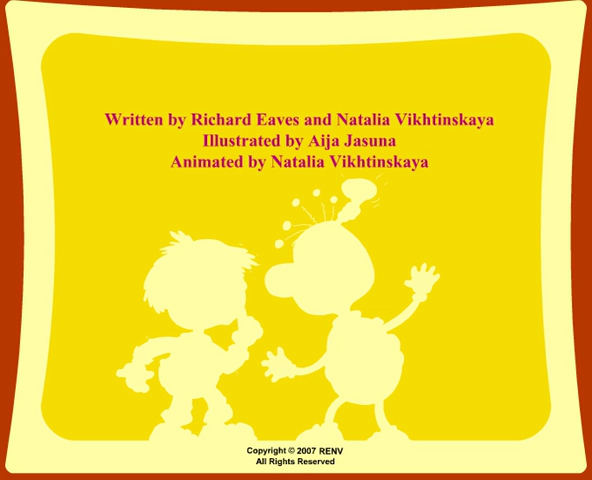 Written by Richard Eaves and Natalia Vikhtinskaya
Illustrated by Aija Jasuna
Animated by Natalia Vikhtinskaya
Copyright © 2007 RENV
All Rights Reserved